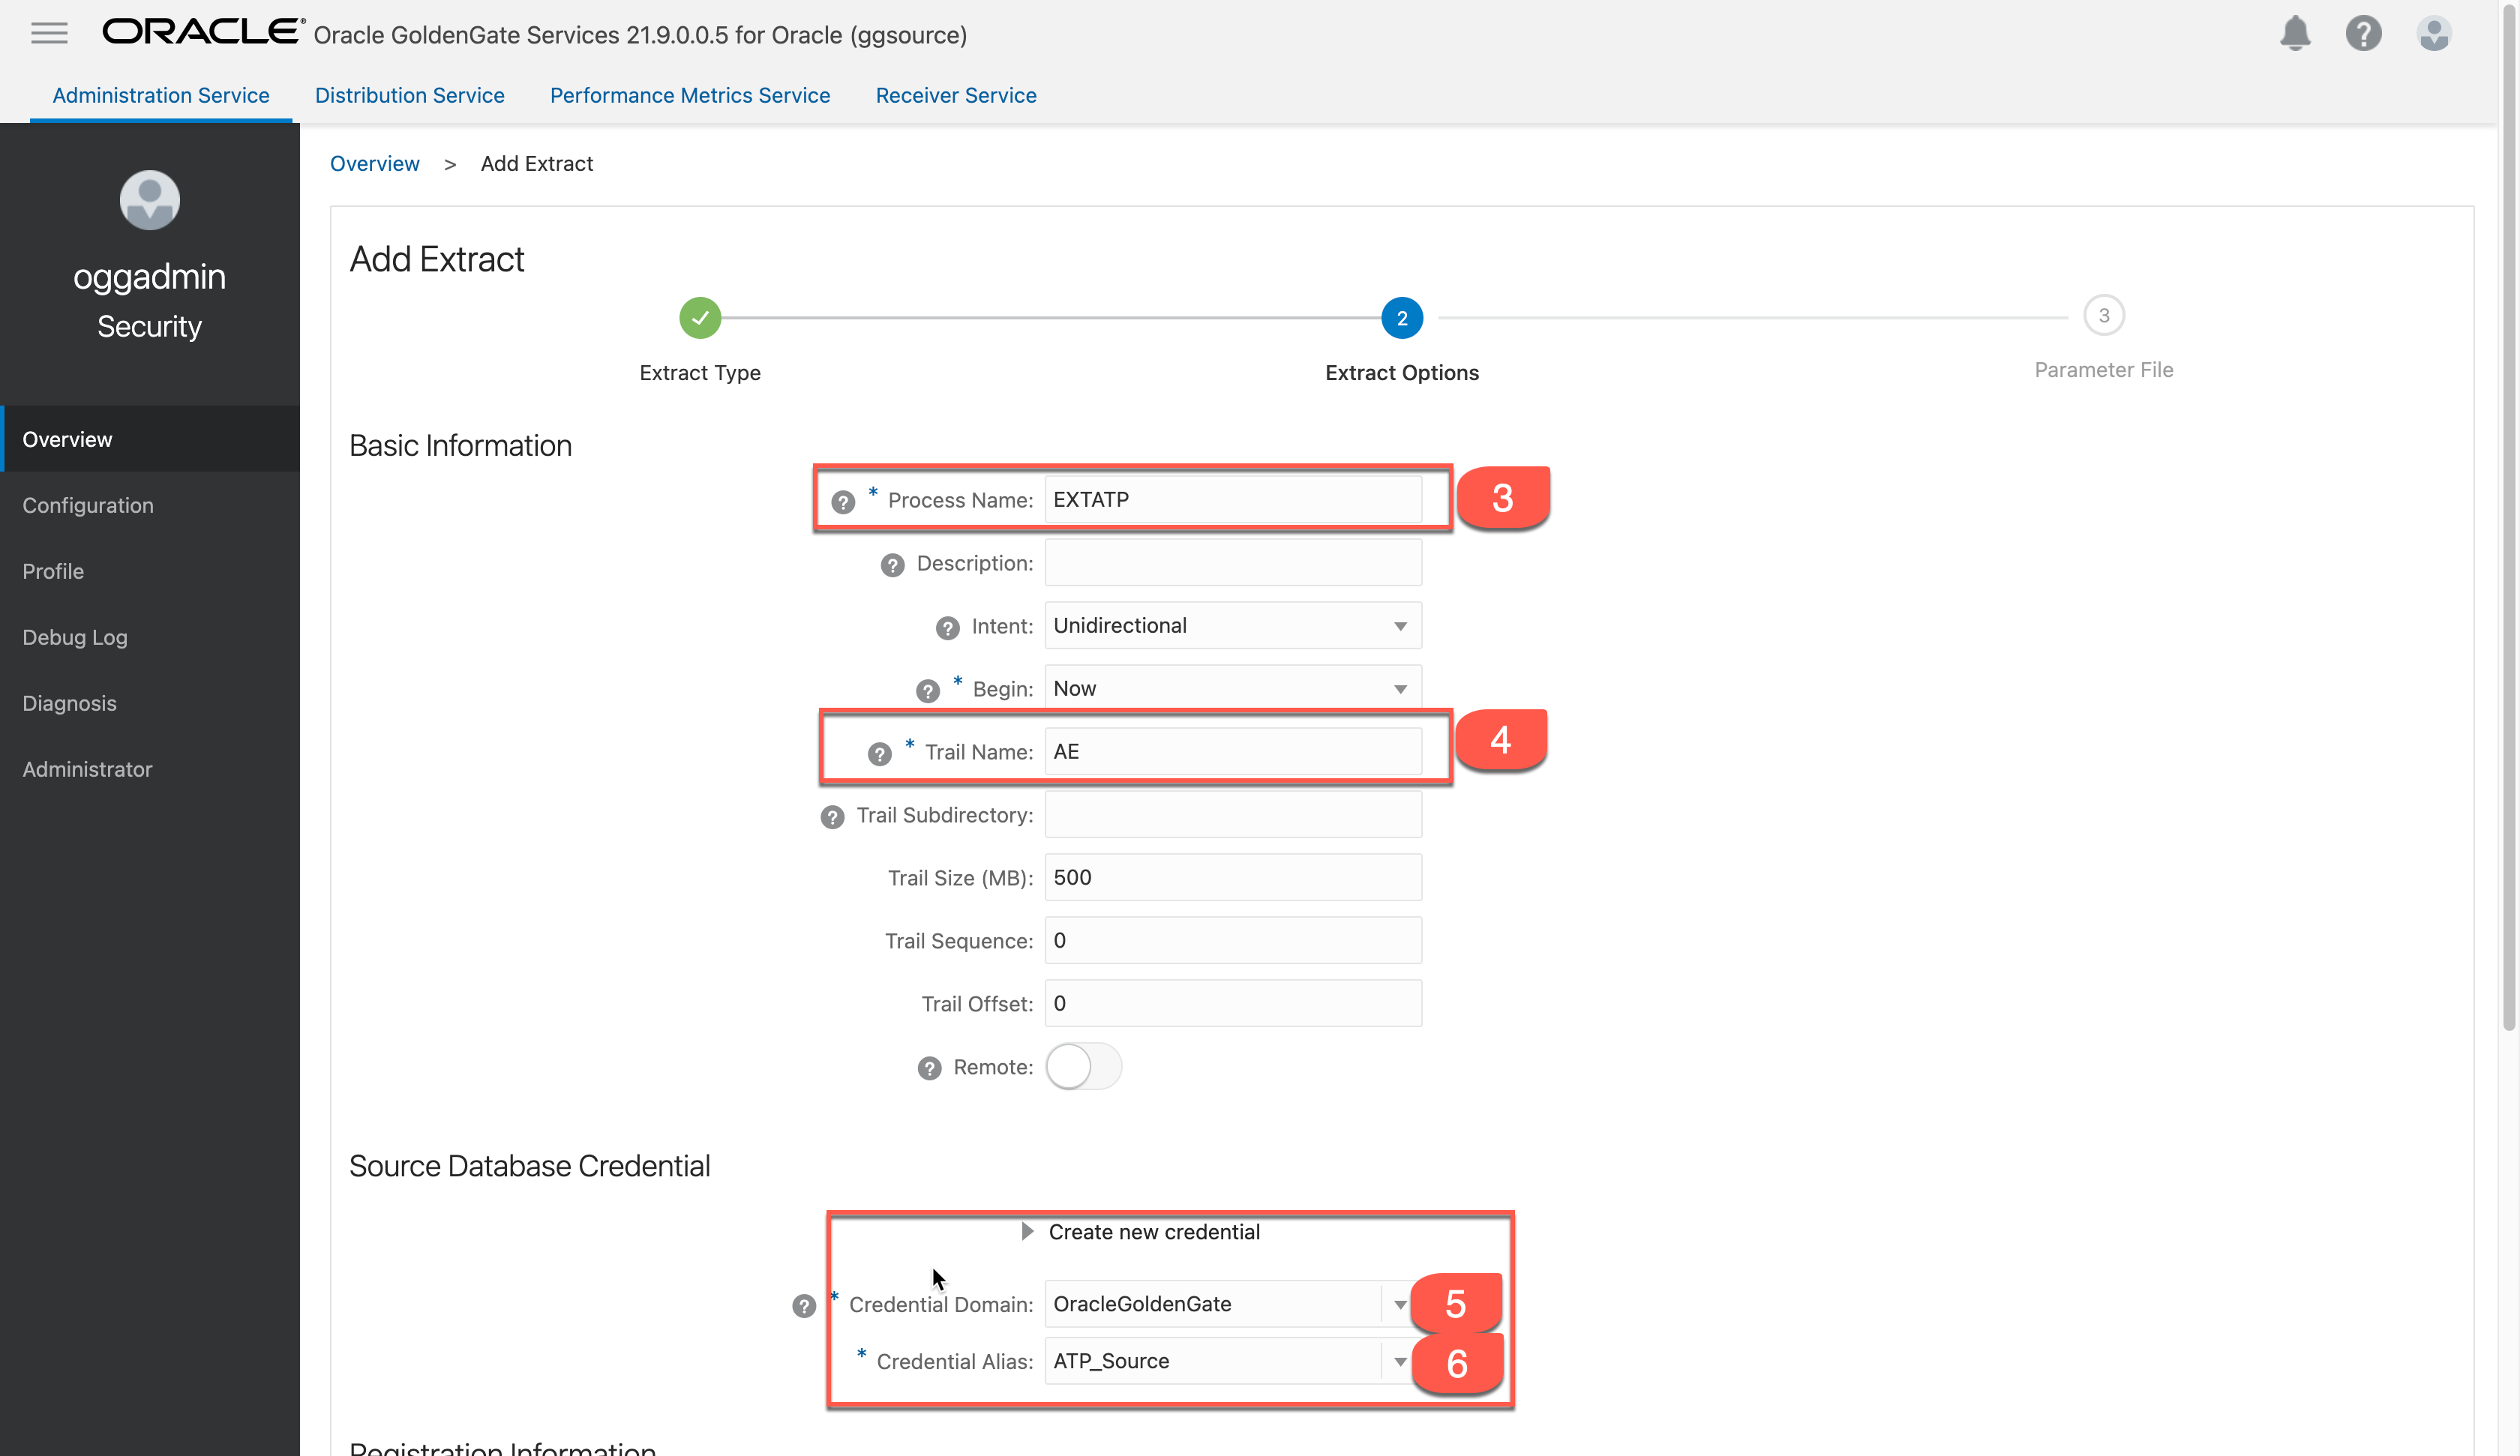 ORACLE® Oracle GoldenGate Services 21.9.0.0.5 for Oracle (ggsource)
Administration Service Distribution Service Performance Metrics Service Receiver Service
oggadmin
Security
Overview
Configuration
Profile
Debug Log
Diagnosis
Administrator
Overview > Add Extract
Add Extract
2 3
Extract Type Extract Options Parameter File
Basic Information
? * Process Name: EXTATP 3
? Description:
? Intent: Unidirectional
? * Begin: Now
? * Trail Name: AE 4
? Trail Subdirectory:
Trail Size (MB): 500
Trail Sequence: 0
Trail Offset: 0
? Remote:
Source Database Credential
Create new credential
? * Credential Domain: OracleGoldenGate 5
* Credential Alias: ATP_Source 6
Registration Information